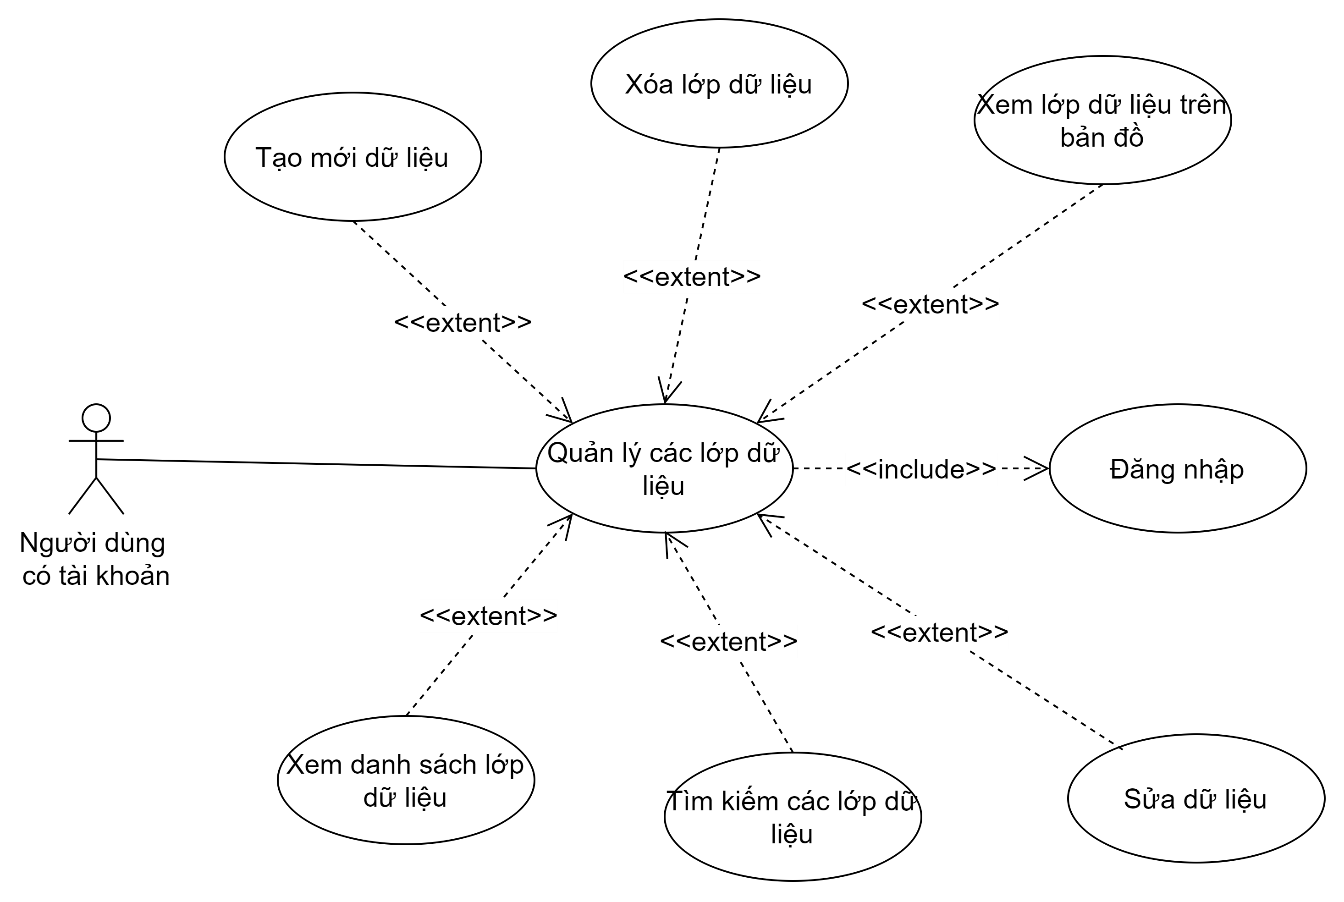 Xóa lớp dữ liệu
Xem lớp dữ liệu trên
bản đồ
Tạo mới dữ liệu
<<extent>>
<<extent>>
<<extent>>
Quản lý các lớp dữ
liệu
<<include>>
Đăng nhập
Người dùng
có tài khoản
<<extent>>
<<extent>>
<<extent>>
Xem danh sách lớp
dữ liệu
Tìm kiếm các lớp dữ
liệu
Sửa dữ liệu